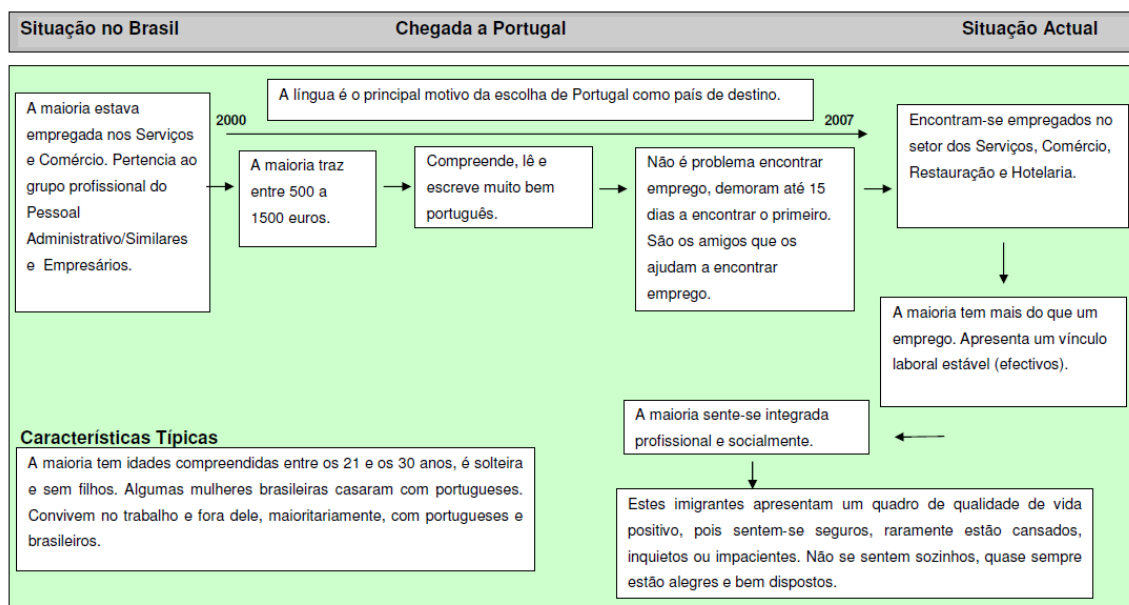 Situação no Brasil
Chegada a Portugal
Situação Actual
A língua é o principal motivo da escolha de Portugal como país de destino.
2000
2007
A maioria estava
empregada nos Serviços
e Comércio. Pertencia ao
grupo profissional do
Pessoal
Administrativo/Similares
e Empresários.
A maioria traz
entre 500 a
1500 euros.
Compreende, lê e
escreve muito bem
português.
Não é problema encontrar
emprego, demoram até 15
dias a encontrar o primeiro.
São os amigos que os
ajudam a encontrar
emprego.
Encontram-se empregados no
setor dos Serviços, Comércio,
Restauração e Hotelaria.
A maioria tem mais do que um
emprego. Apresenta um vínculo
laboral estável (efectivos).
A maioria sente-se integrada
profissional e socialmente.
Estes imigrantes apresentam um quadro de qualidade de vida
positivo, pois sentem-se seguros, raramente estão cansados,
inquietos ou impacientes. Não se sentem sozinhos, quase sempre
estão alegres e bem dispostos.
Características Típicas
A maioria tem idades compreendidas entre os 21 e os 30 anos, é solteira
e sem filhos. Algumas mulheres brasileiras casaram com portugueses.
Convivem no trabalho e fora dele, maioritariamente, com portugueses e
brasileiros.